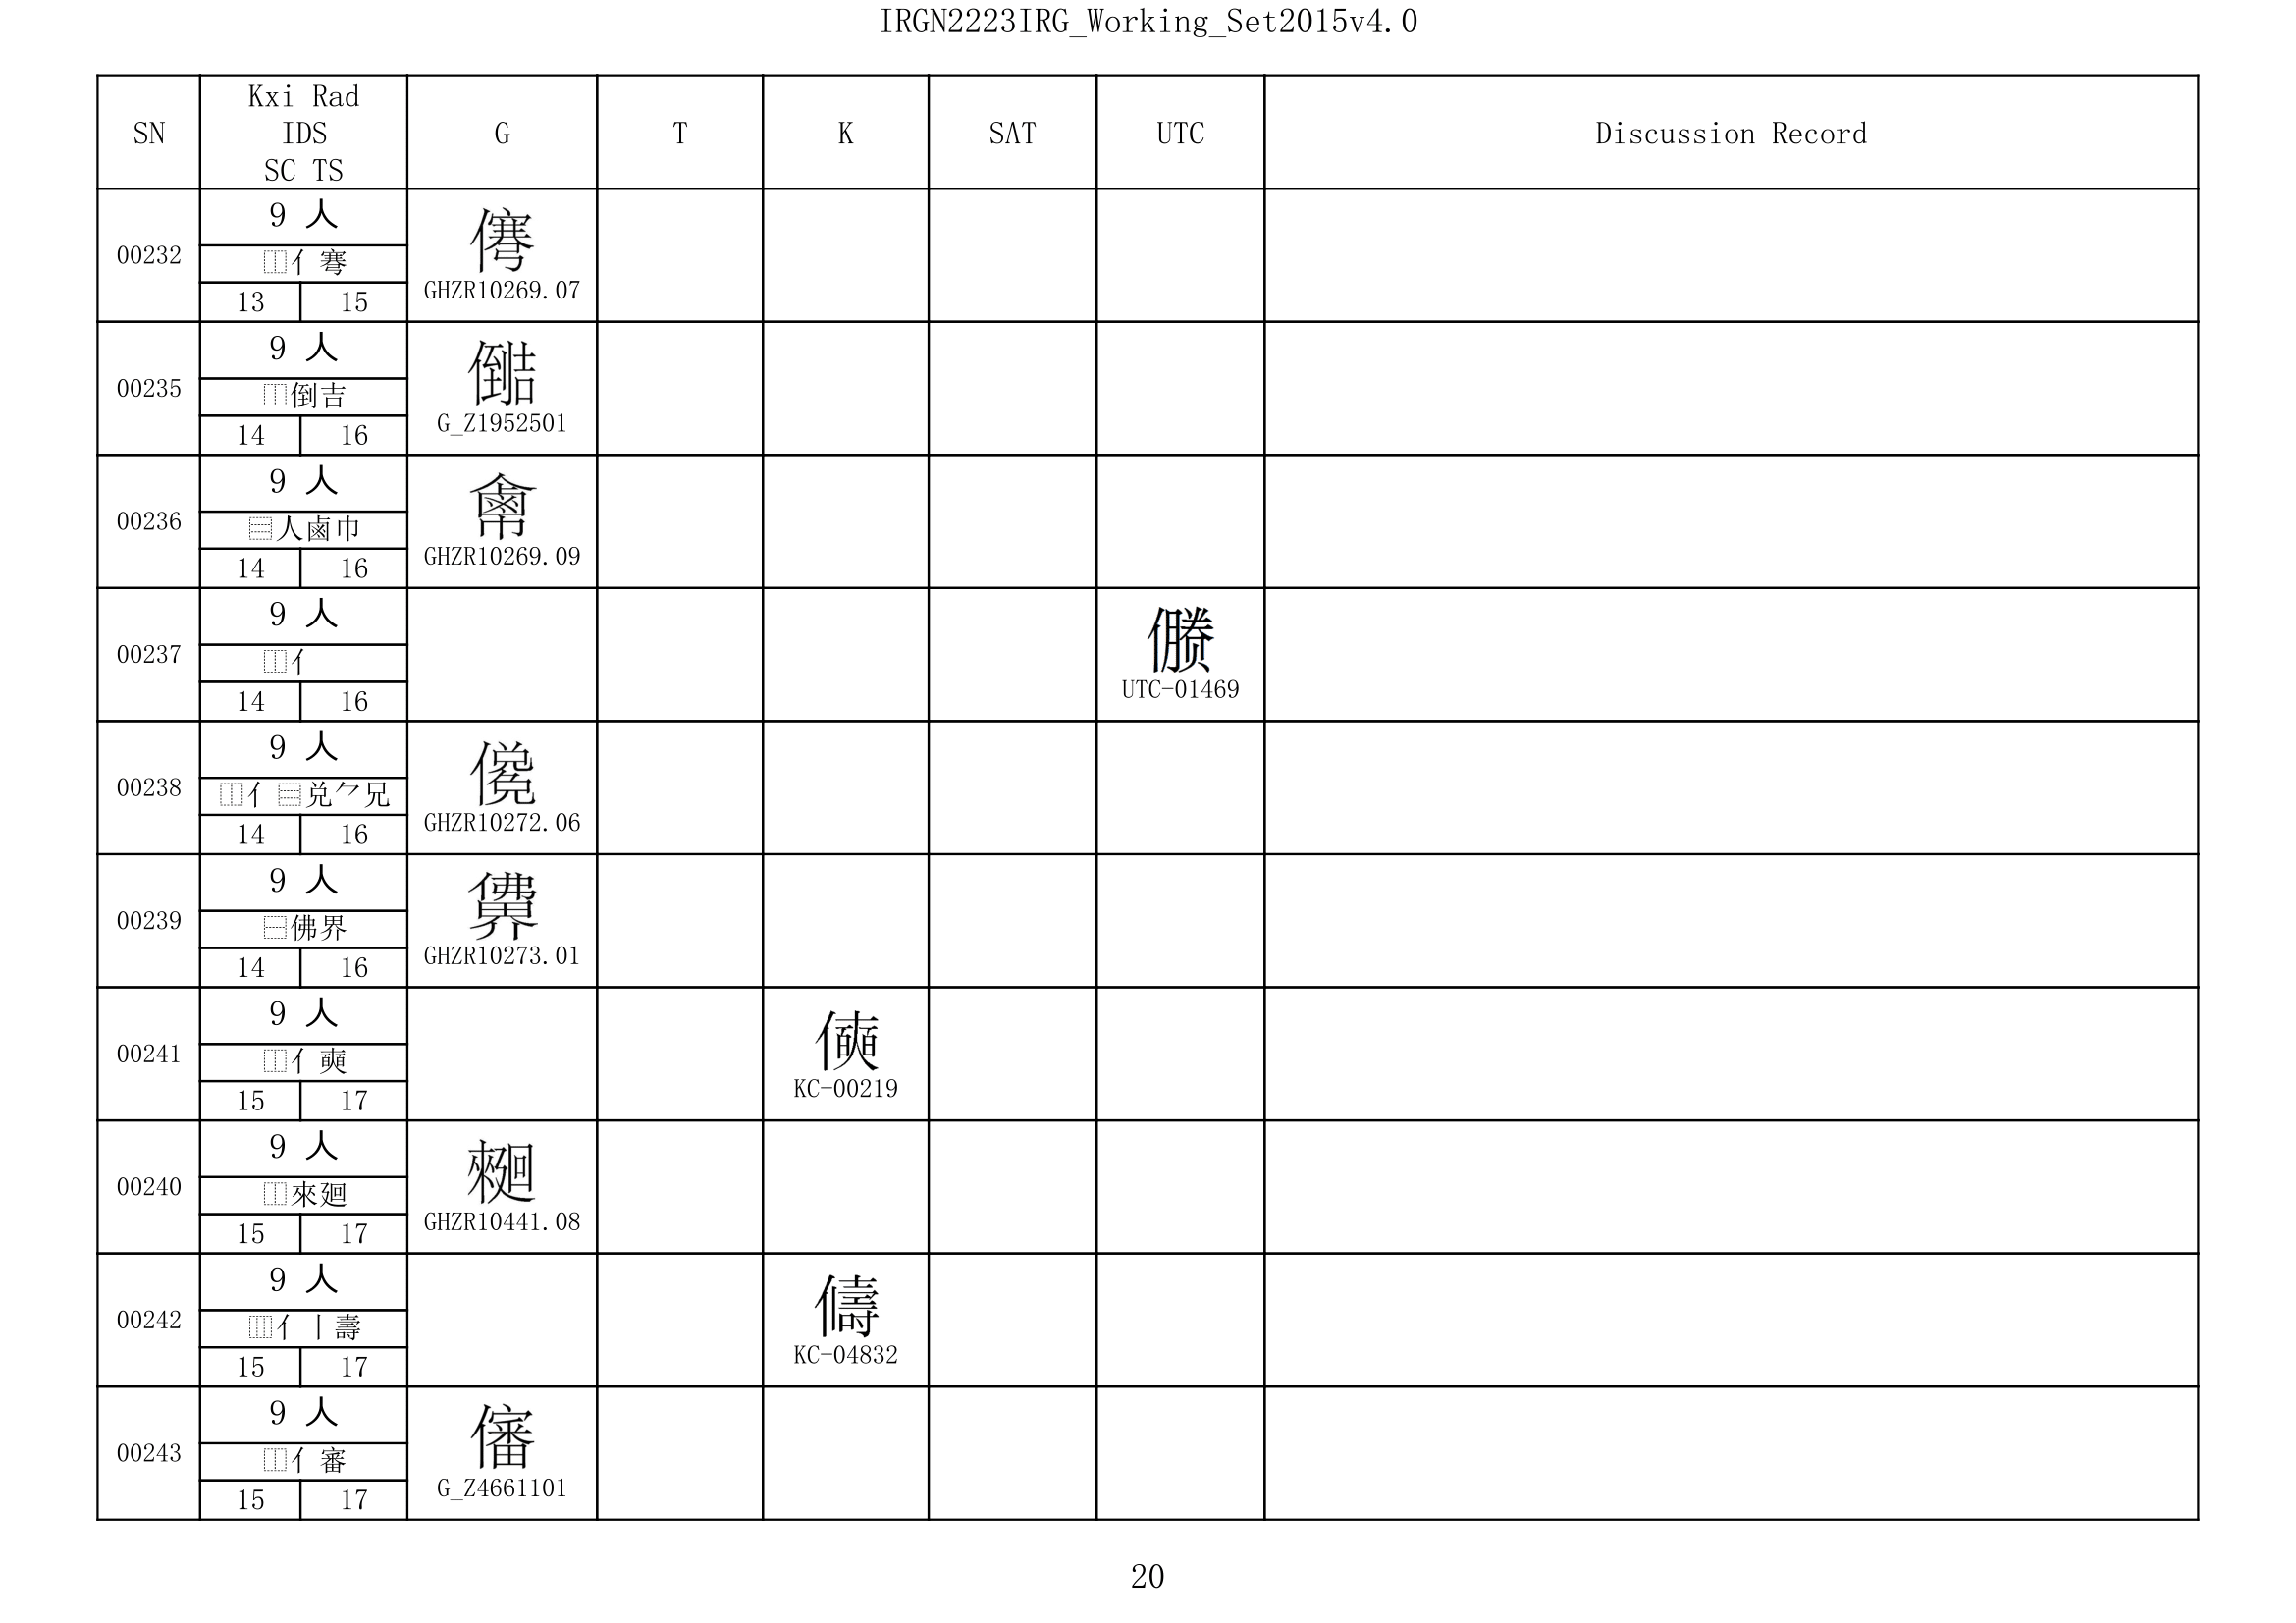 IRGN2223IRG_Working_Set2015v4.0
SN Kxi Rad IDS SC TS G T K SAT UTC Discussion Record
00232
9 人
⿰亻骞
13 15
GHZR10269.07
00235
9 人
⿰倒吉
14 16
G_Z1952501
00236
9 人
⿳人鹵巾
14 16
GHZR10269.09
00237
9 人
⿰亻
14 16
UTC-01469
00238
9 人
⿰亻⿳兑⺈兄
14 16
GHZR10272.06
00239
9 人
⿱佛界
14 16
GHZR10273.01
00241
9 人
⿰亻奭
15 17
KC-00219
00240
9 人
⿰來廻
15 17
GHZR10441.08
00242
9 人
⿲亻丨壽
15 17
KC-04832
00243
9 人
⿰亻審
15 17
G_Z4661101
20